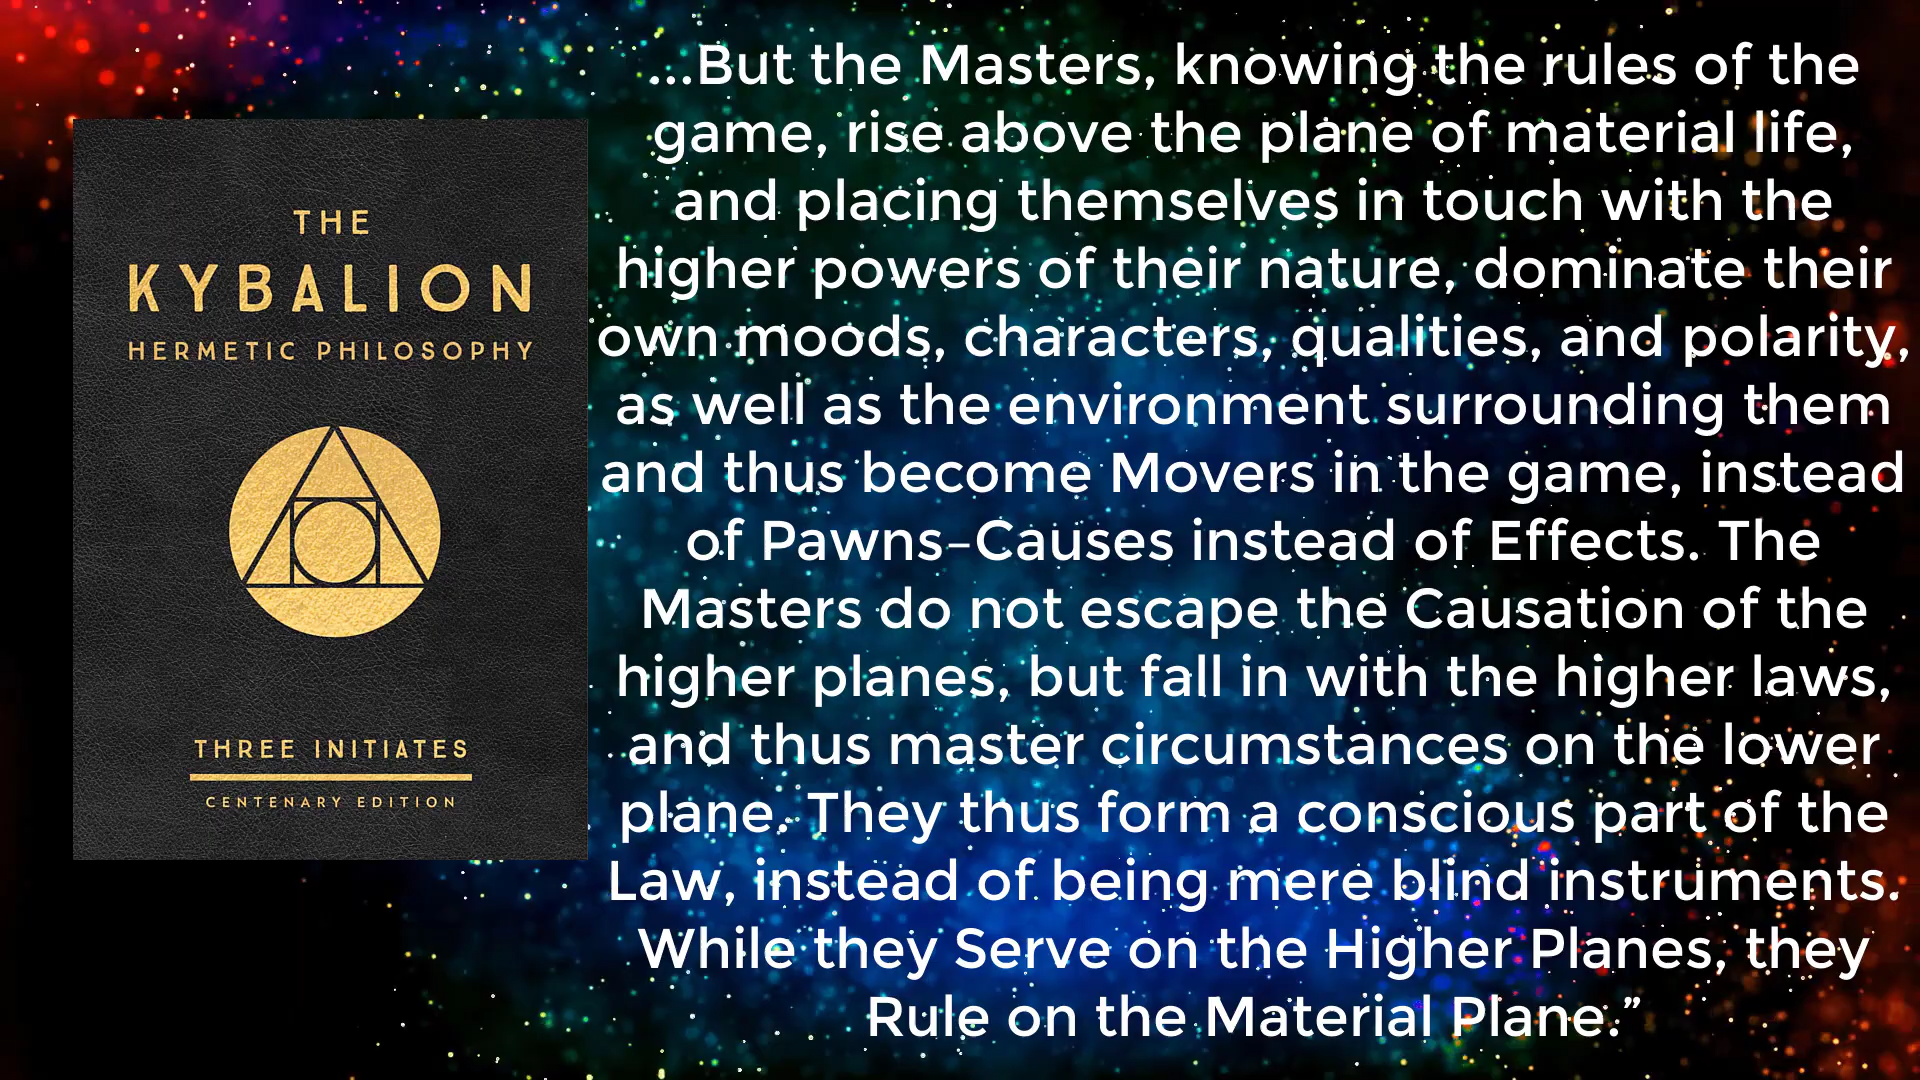 THE
KYBALION
HERMETIC PHILOSOPHY
THREE INITIATES
CENTENARY EDITION
...But the Masters, knowing the rules of the
game, rise above the plane of material life,
and placing themselves in touch with the
higher powers of their nature, dominate their
own moods, characters, qualities, and polarity,
as well as the environment surrounding them
and thus become Movers in the game, instead
of Pawns–Causes instead of Effects. The
Masters do not escape the Causation of the
higher planes, but fall in with the higher laws,
and thus master circumstances on the lower
plane. They thus form a conscious part of the
Law, instead of being mere blind instruments.
While they Serve on the Higher Planes, they
Rule on the Material Plane.”